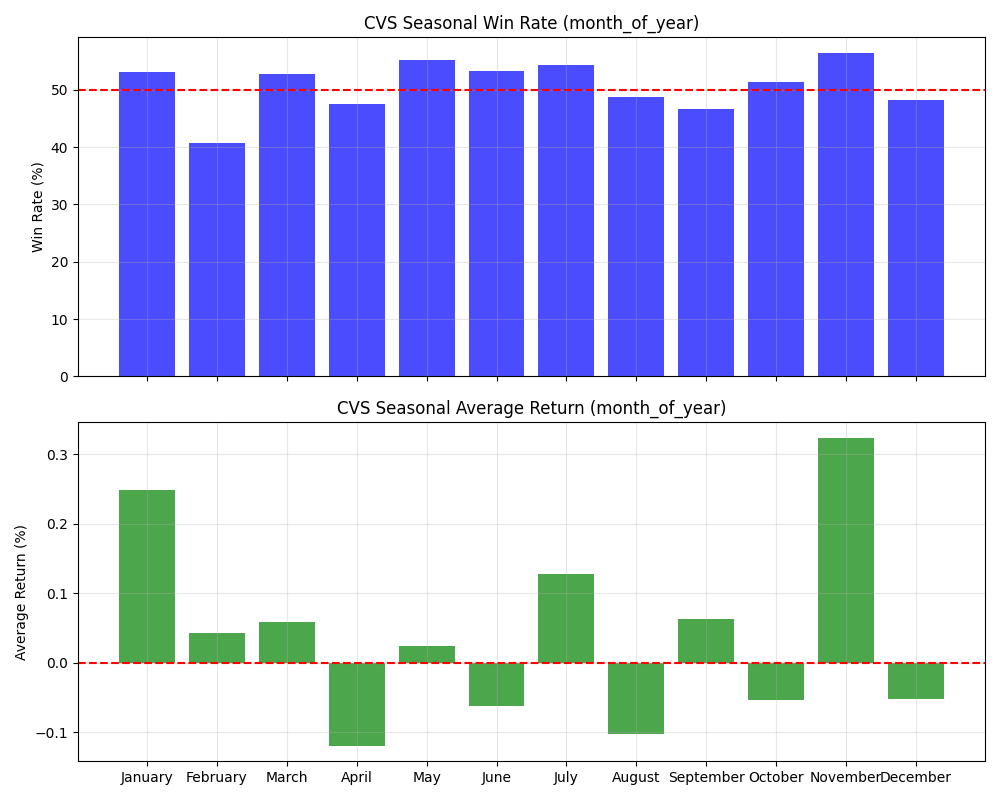 CVS Seasonal Win Rate (month_of_year)
Win Rate (%)
50
40
30
20
10
0
CVS Seasonal Average Return (month_of_year)
Average Return (%)
0.3
0.2
0.1
0.0
−0.1
January February March April May June July August September October November December